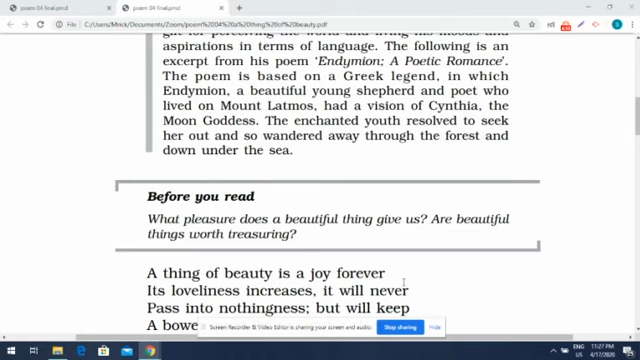 poem 04 final.pmd
poem 04 final.pmd
C:/Users/Mnick/Documents/Zoom/poem%2004%20a%20thing%20of%20beauty.pdf
aspirations in terms of language. The following is an
excerpt from his poem ‘Endymion; A Poetic Romance’.
The poem is based on a Greek legend, in which
Endymion, a beautiful young shepherd and poet who
lived on Mount Latmos, had a vision of Cynthia, the
Moon Goddess. The enchanted youth resolved to seek
her out and so wandered away through the forest and
down under the sea.
Before you read
What pleasure does a beautiful thing give us? Are beautiful
things worth treasuring?
A thing of beauty is a joy forever
Its loveliness increases, it will never
Pass into nothingness; but will keep
A bowe
Screen Recorder & Video Editor is sharing your screen and audio.
Stop sharing
Hide
ENG
US
11:27 PM
4/17/2020